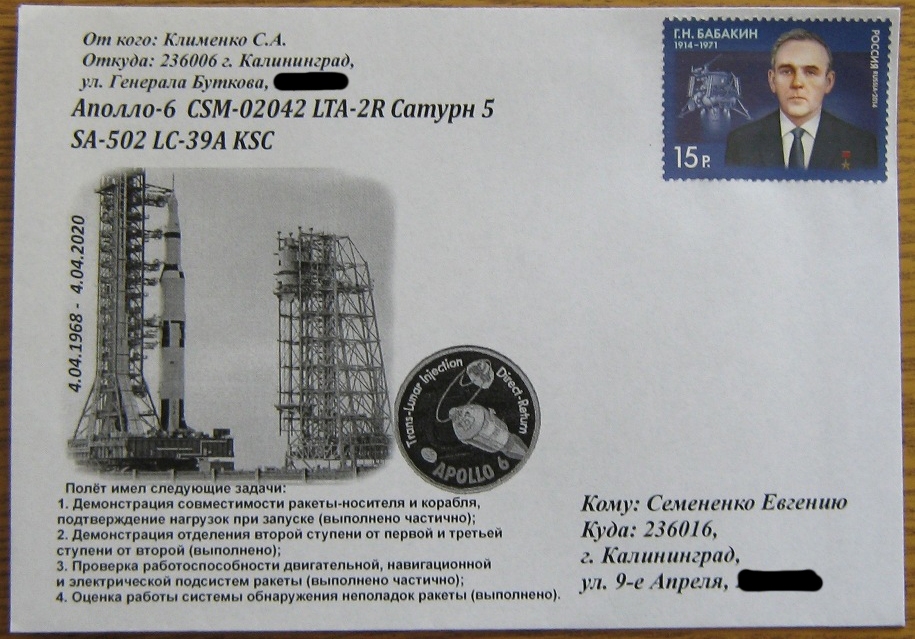 От кого: Клименко С.А.
Откуда: 236006 г. Калининград,
ул. Генерала Буткова,
Аполло-6 CSM-02042 LTA-2R Сатурн 5
SA-502 LC-39A KSC
Г.Н. БАБАКИН
1914–1971
РОССИЯ RUSSIA·2014
15 Р.
4.04.1968 - 4.04.2020
Trans-Lunar Injection Direct-Return
APOLLO 6
Полёт имел следующие задачи:
1. Демонстрация совместимости ракеты-носителя и корабля,
подтверждение нагрузок при запуске (выполнено частично);
2. Демонстрация отделения второй ступени от первой и третьей
ступени от второй (выполнено);
3. Проверка работоспособности двигательной, навигационной
и электрической подсистем ракеты (выполнено частично);
4. Оценка работы системы обнаружения неполадок ракеты (выполнено).
Кому: Семененко Евгению
Куда: 236016,
г. Калининград,
ул. 9-е Апреля,